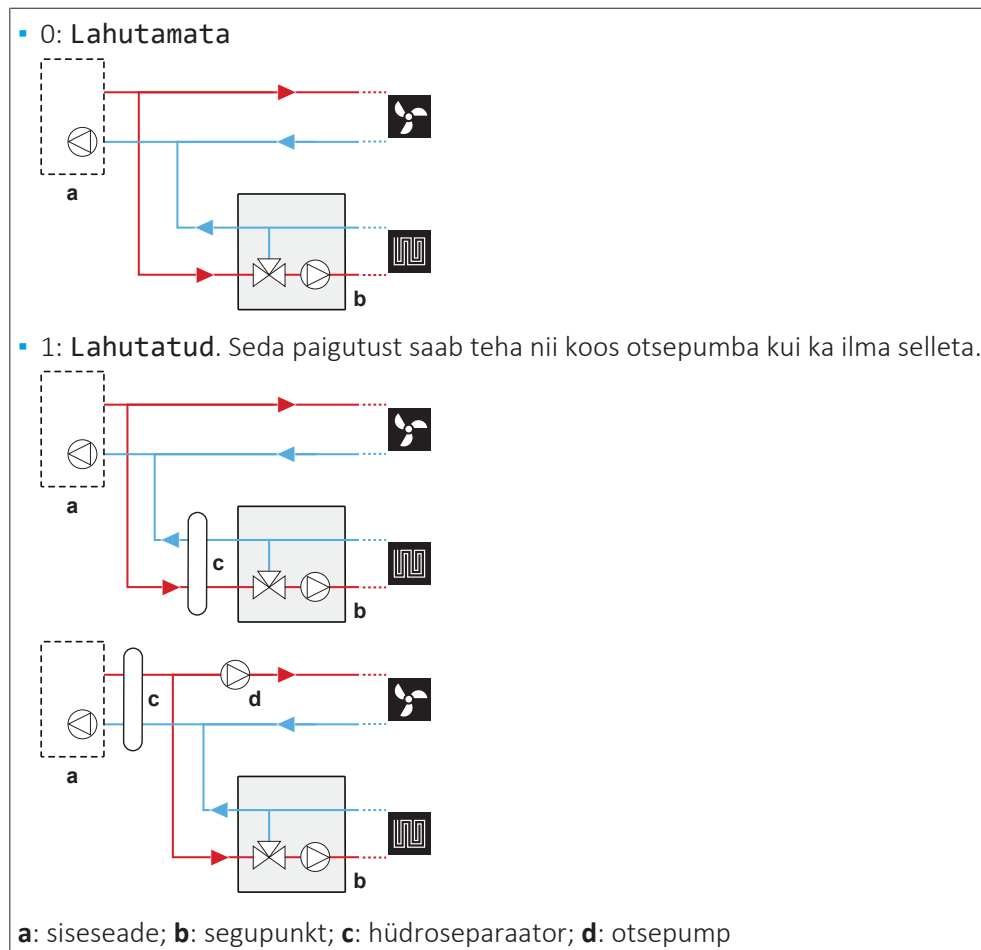 ▪ 0: Lahutamata
a
b
▪ 1: Lahutatud. Seda paigutust saab teha nii koos otsepumba kui ka ilma selleta.
a
c
b
c
d
a
b
a: siseseade; b: segupunkt; c: hüdroseparaator; d: otsepump